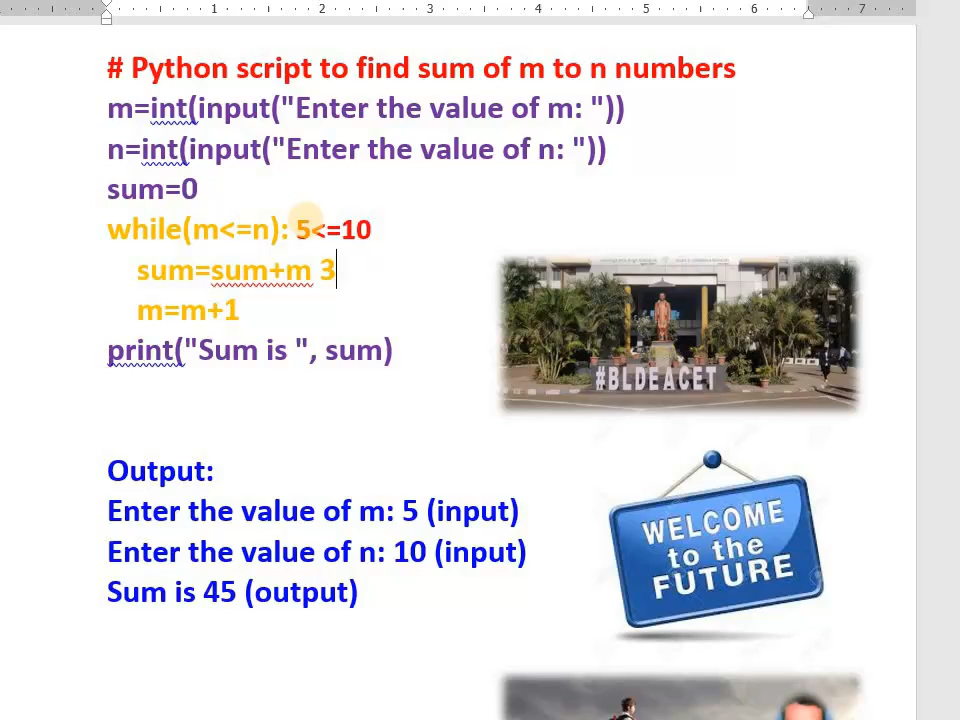 1 2 3 4 5 6 7
# Python script to find sum of m to n numbers
m=int(input("Enter the value of m: "))
n=int(input("Enter the value of n: "))
sum=0
while(m<=n): 5<=10
sum=sum+m 3
m=m+1
print("Sum is ", sum)
#BLDEACET
Output:
Enter the value of m: 5 (input)
Enter the value of n: 10 (input)
Sum is 45 (output)
WELCOME
to the
FUTURE